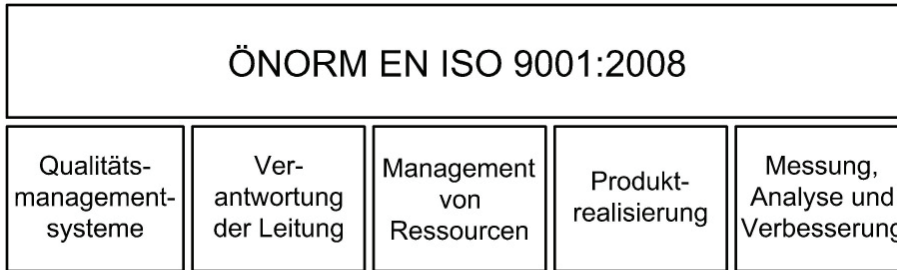 ÖNORM EN ISO 9001:2008
Qualitäts-
management-
systeme
Ver-
antwortung
der Leitung
Management
von
Ressourcen
Produkt-
realisierung
Messung,
Analyse und
Verbesserung